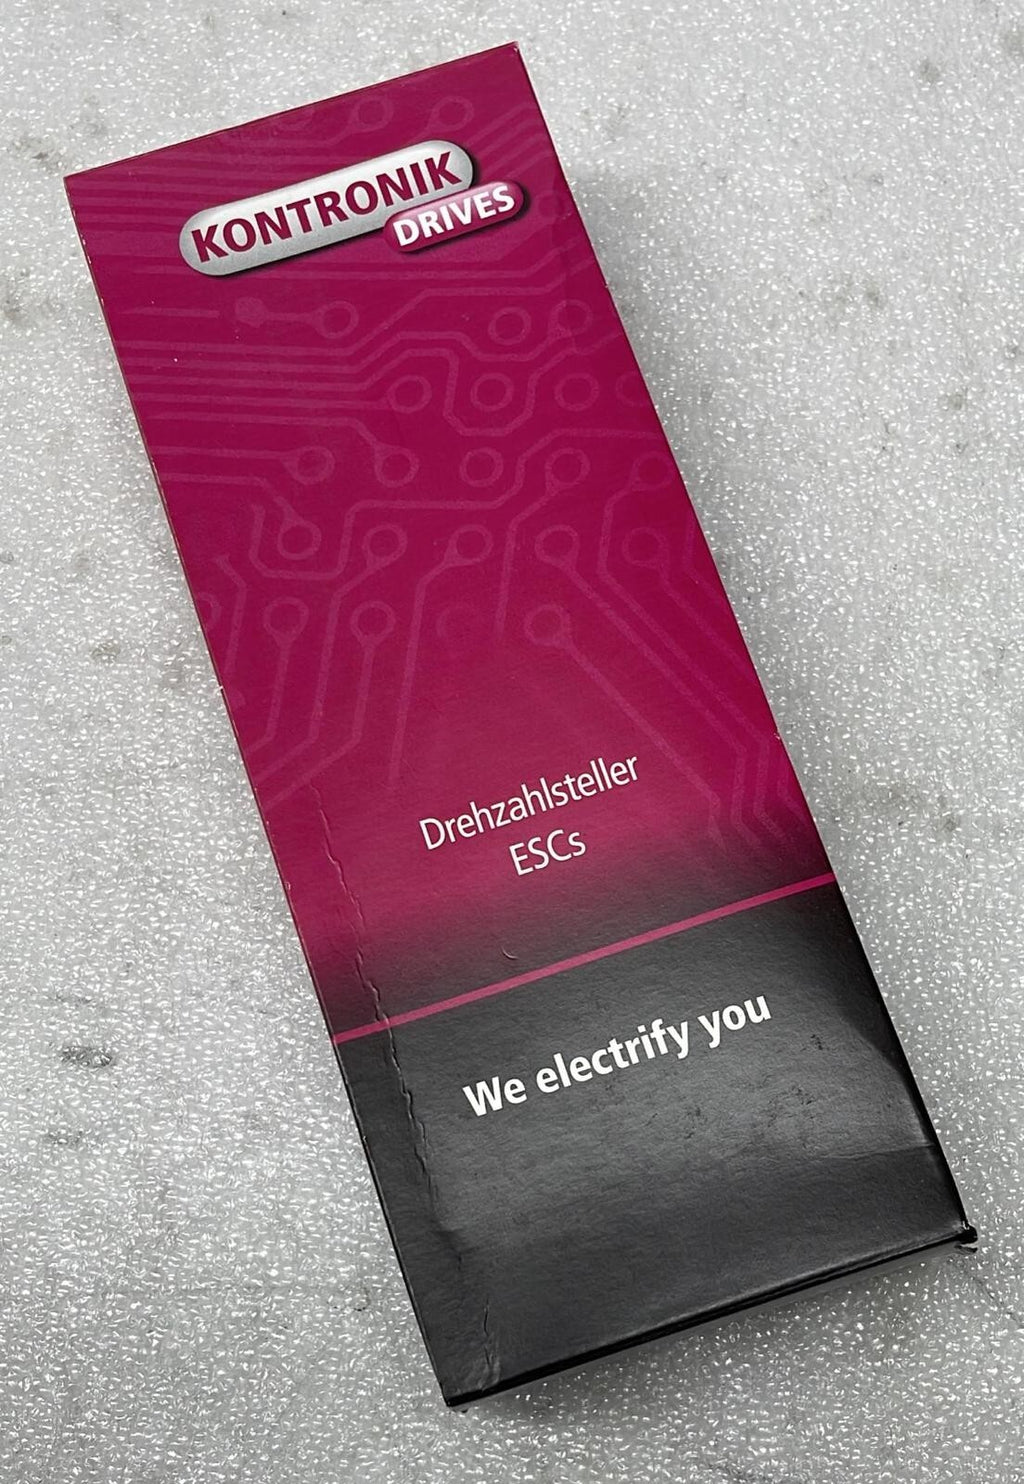 KONTRONIK
DRIVES
Drehzahlsteller
ESCs
We electrify you